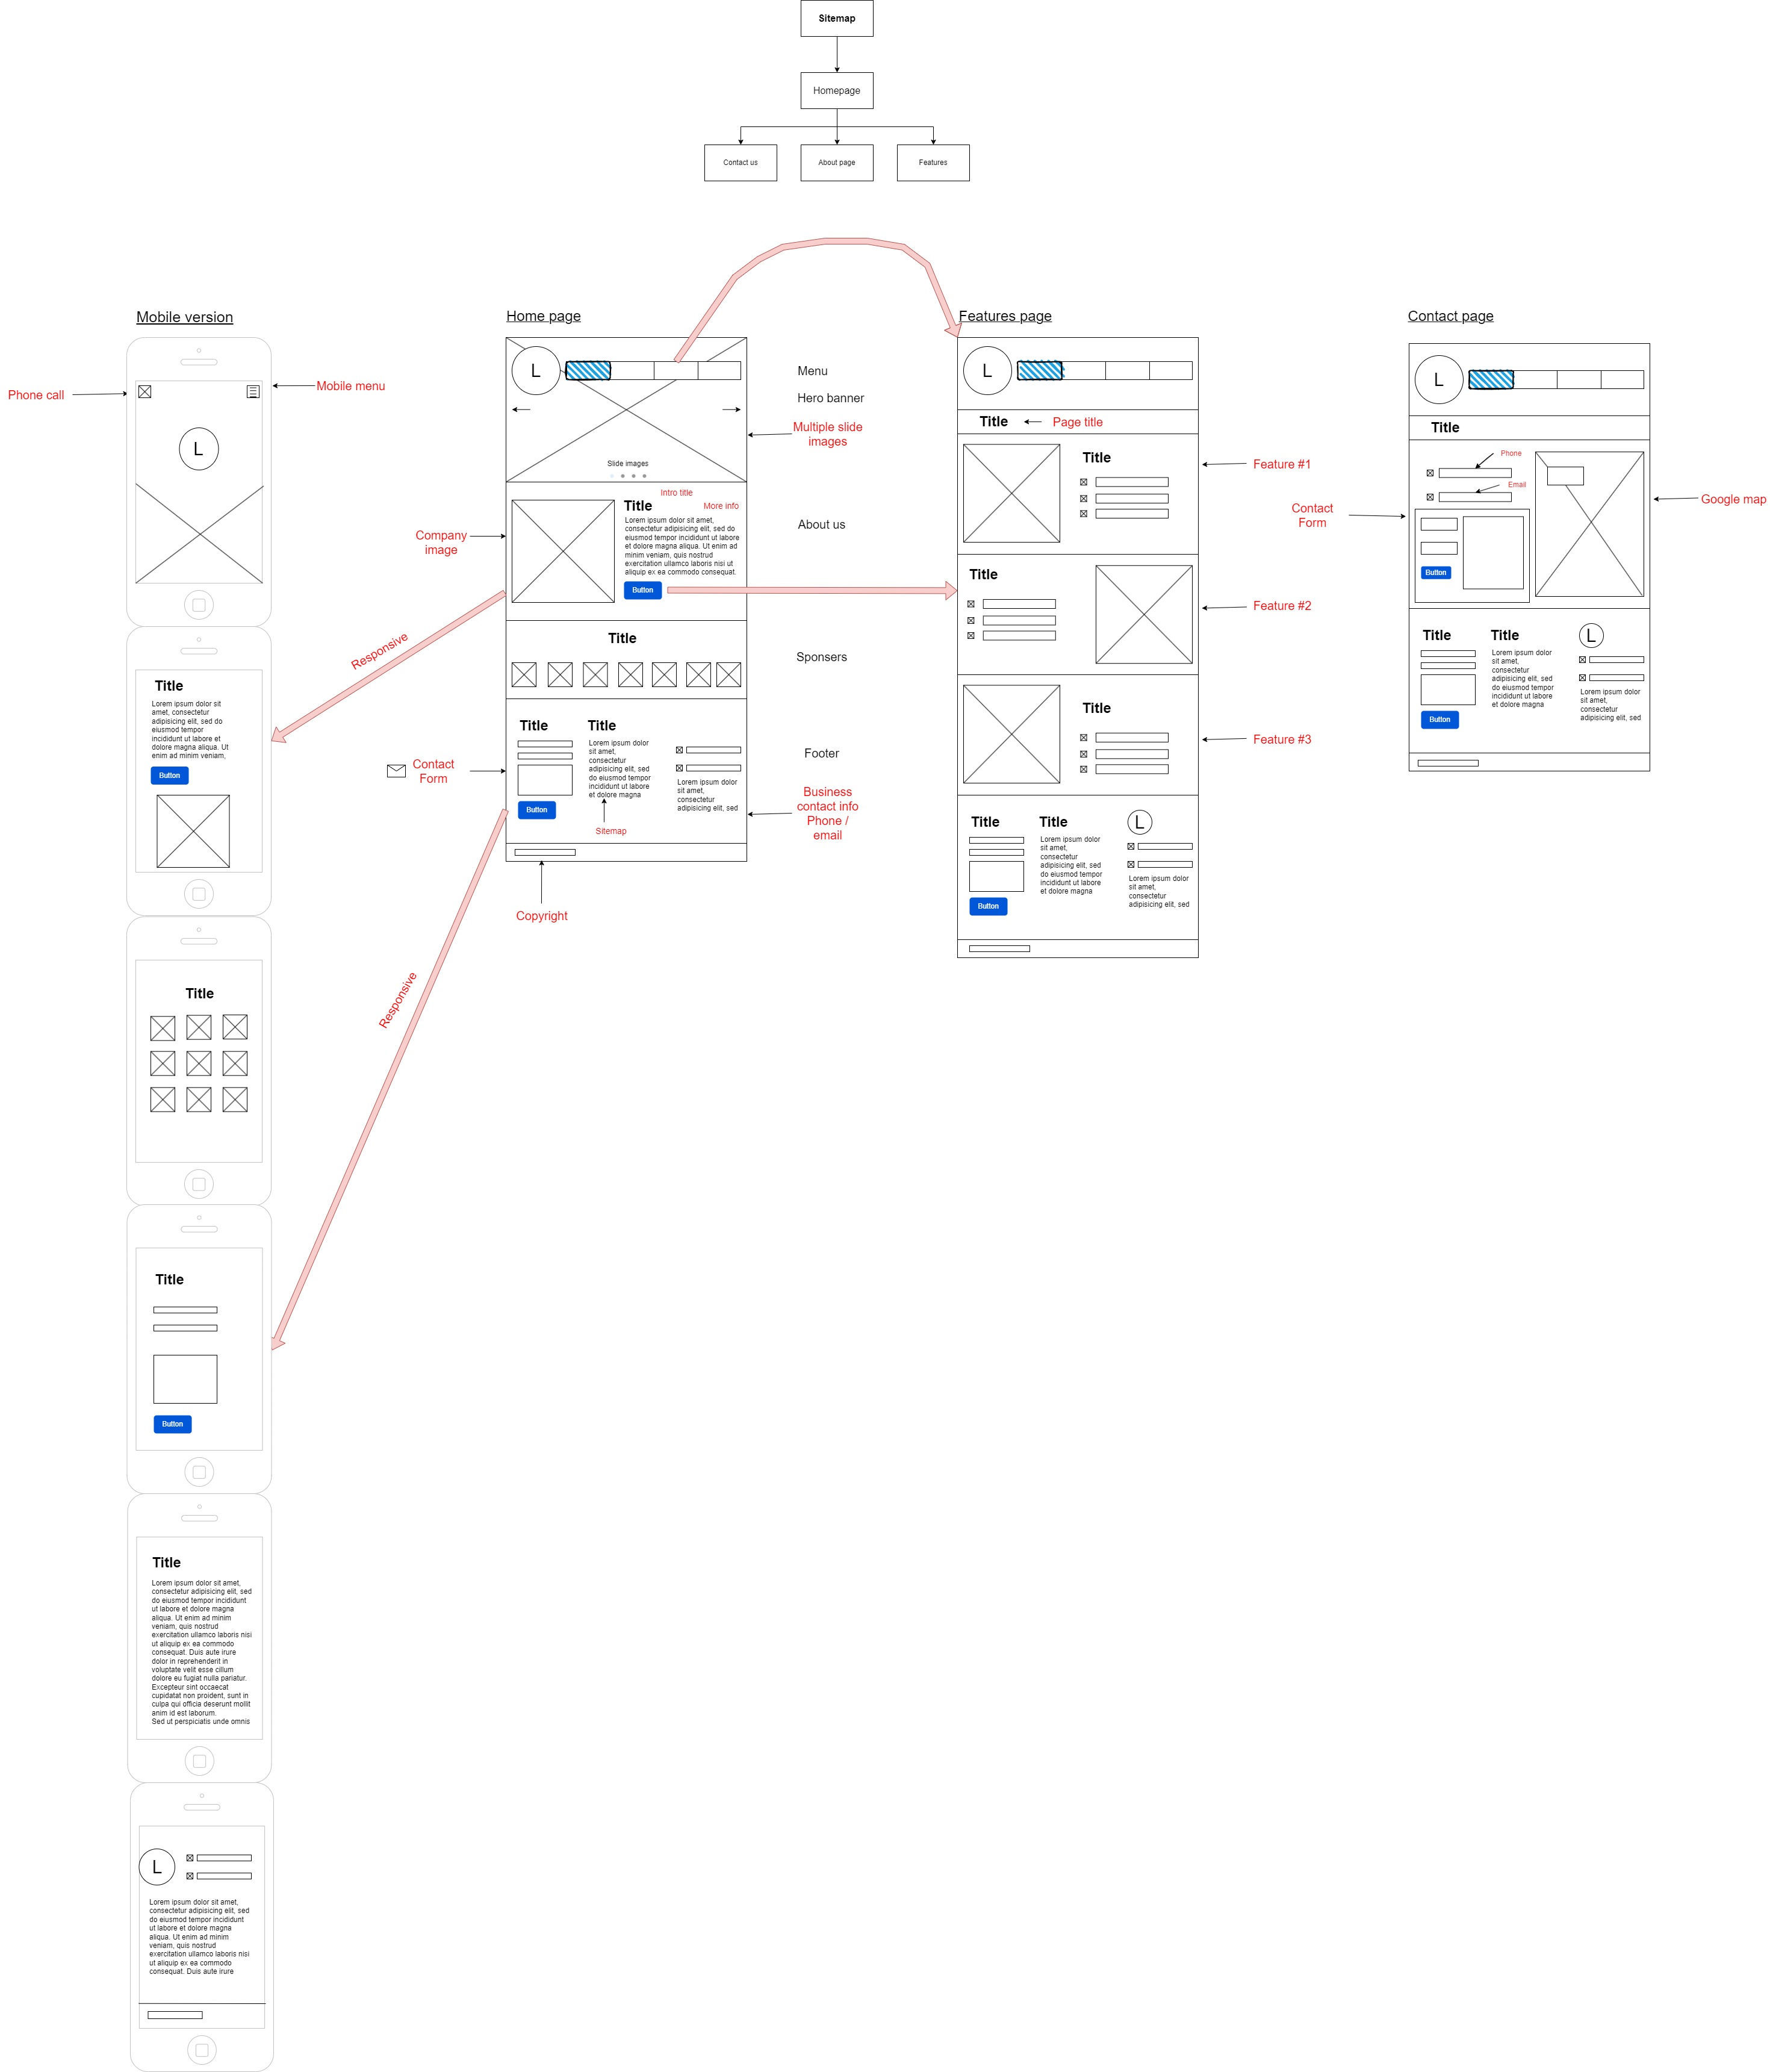 Sitemap
Homepage
Contact us
About page
Features
Mobile version
Phone call
Mobile menu
L
Title
Lorem ipsum dolor sit
amet, consectetur
adipisicing elit, sed do
eiusmod tempor
incididunt ut labore et
dolore magna aliqua. Ut
enim ad minim veniam,
Button
Title
Title
Button
Title
Lorem ipsum dolor sit amet,
consectetur adipisicing elit, sed
do eiusmod tempor incididunt
ut labore et dolore magna
aliqua. Ut enim ad minim
veniam, quis nostrud
exercitation ullamco laboris nisi
ut aliquip ex ea commodo
consequat. Duis aute irure
dolor in reprehenderit in
voluptate velit esse cillum
dolore eu fugiat nulla pariatur.
Excepteur sint occaecat
cupidatat non proident, sunt in
culpa qui officia deserunt mollit
anim id est laborum.
Sed ut perspiciatis unde omnis
L
Lorem ipsum dolor sit amet,
consectetur adipisicing elit, sed
do eiusmod tempor incididunt
ut labore et dolore magna
aliqua. Ut enim ad minim
veniam, quis nostrud
exercitation ullamco laboris nisi
ut aliquip ex ea commodo
consequat. Duis aute irure
Responsive
Responsive
Home page
L
Slide images
Menu
Hero banner
Multiple slide
images
Company
image
Intro title
Title
More info
Lorem ipsum dolor sit amet,
consectetur adipisicing elit, sed do
eiusmod tempor incididunt ut labore
et dolore magna aliqua. Ut enim ad
minim veniam, quis nostrud
exercitation ullamco laboris nisi ut
aliquip ex ea commodo consequat.
Button
About us
Title
Sponsers
Contact
Form
Title
Button
Title
Lorem ipsum dolor
sit amet,
consectetur
adipisicing elit, sed
do eiusmod tempor
incididunt ut labore
et dolore magna
Sitemap
Lorem ipsum dolor
sit amet,
consectetur
adipisicing elit, sed
Footer
Business
contact info
Phone /
email
Copyright
Features page
L
Title
Page title
Title
Feature #1
Title
Feature #2
Title
Feature #3
Title
Button
Title
Lorem ipsum dolor
sit amet,
consectetur
adipisicing elit, sed
do eiusmod tempor
incididunt ut labore
et dolore magna
L
Lorem ipsum dolor
sit amet,
consectetur
adipisicing elit, sed
Contact page
L
Title
Phone
Email
Contact
Form
Button
Google map
Title
Button
Title
Lorem ipsum dolor
sit amet,
consectetur
adipisicing elit, sed
do eiusmod tempor
incididunt ut labore
et dolore magna
L
Lorem ipsum dolor
sit amet,
consectetur
adipisicing elit, sed